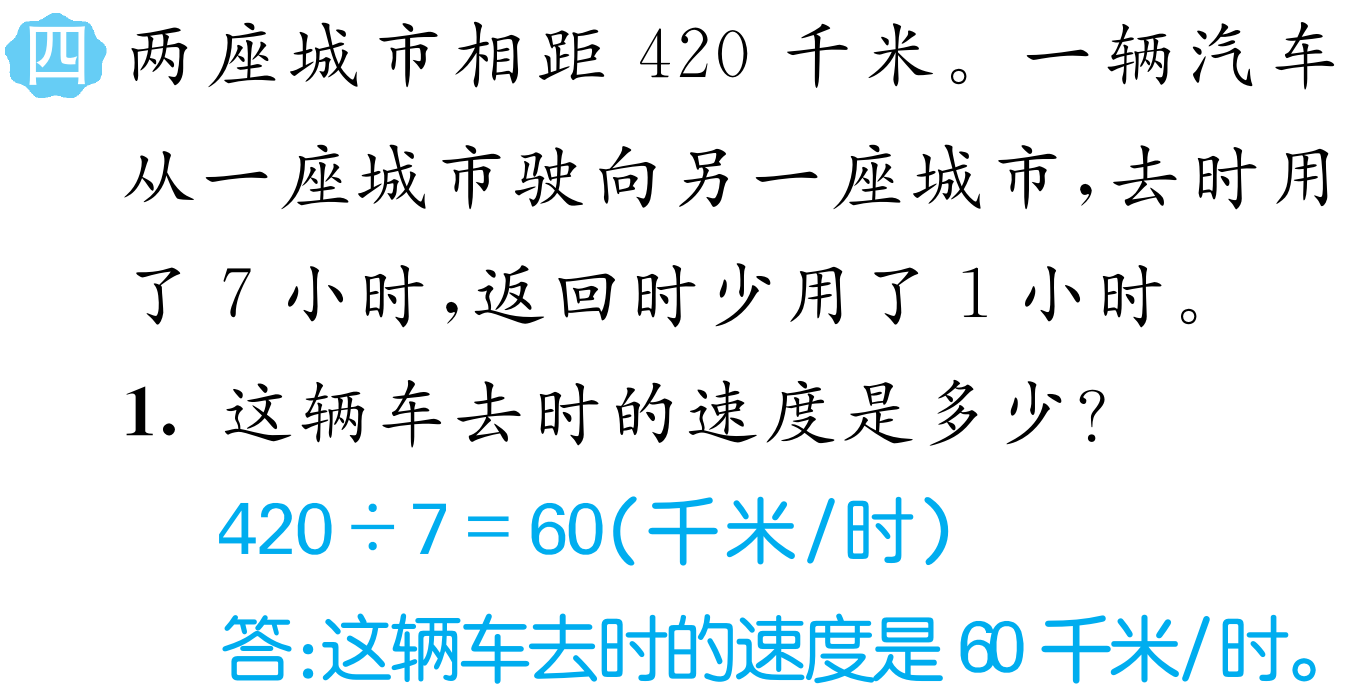 四 两座城市相距 420 千米。一辆汽车
从一座城市驶向另一座城市,去时用
了 7 小时,返回时少用了 1 小时。
1. 这辆车去时的速度是多少?
420÷7=60(千米/时)
答:这辆车去时的速度是 60 千米/时。